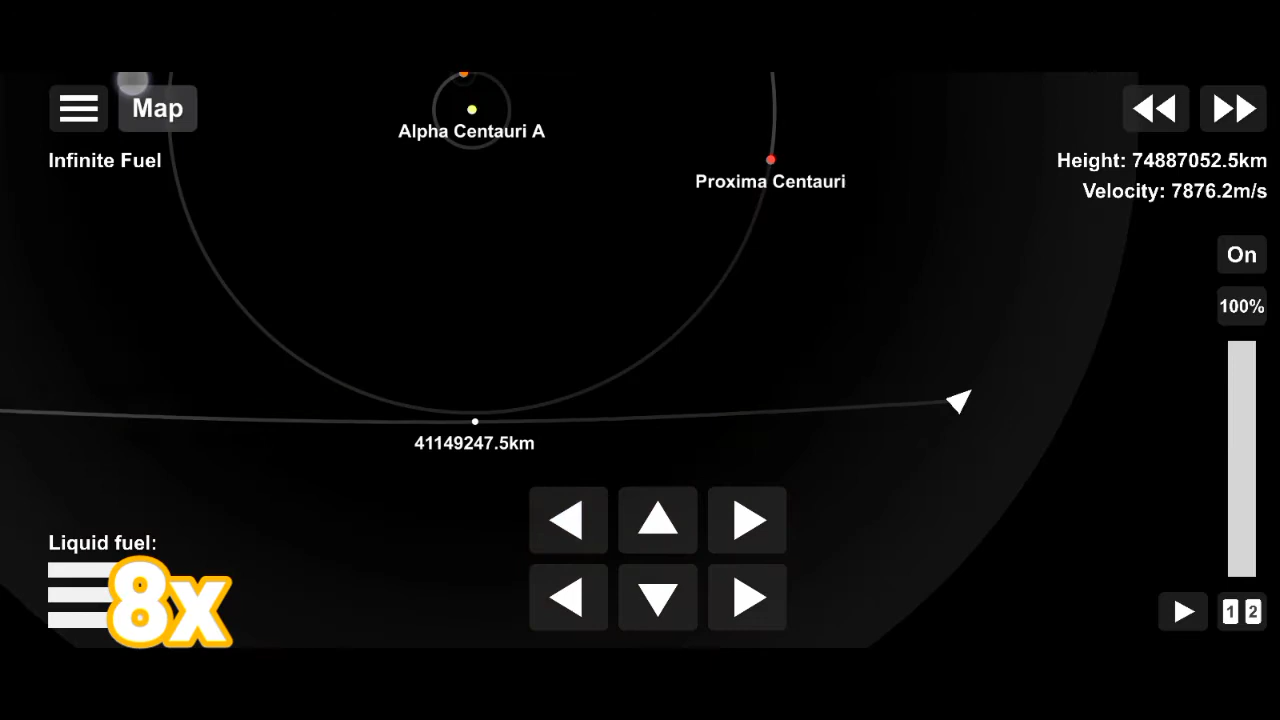 Map
Infinite Fuel
Alpha Centauri A
Proxima Centauri
Height: 74887052.5km
Velocity: 7876.2m/s
On
100%
41149247.5km
Liquid fuel:
8x
1 2